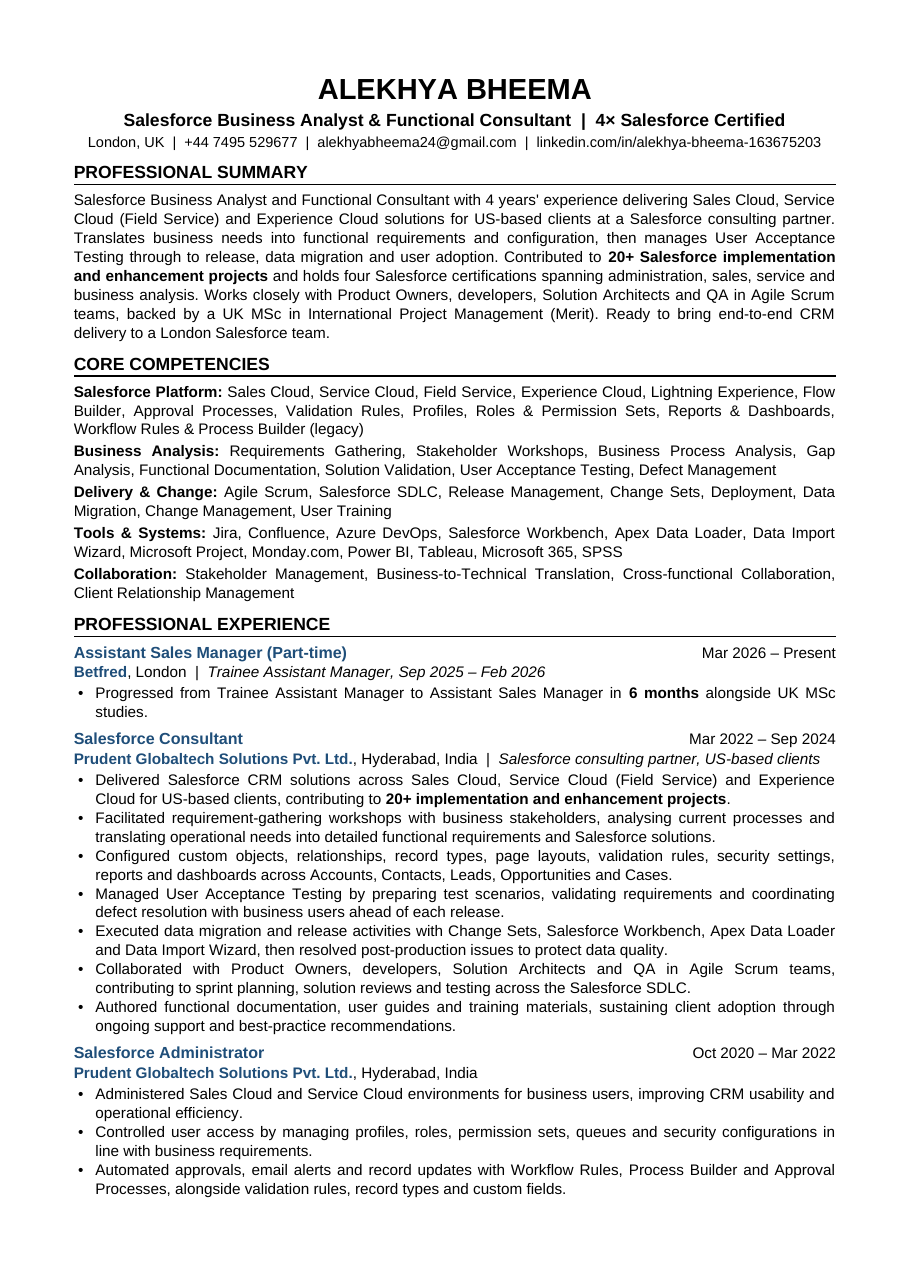 ALEKHYA BHEEMA
Salesforce Business Analyst & Functional Consultant | 4× Salesforce Certified
London, UK | +44 7495 529677 | alekhyabheema24@gmail.com | linkedin.com/in/alekhya-bheema-163675203
PROFESSIONAL SUMMARY
Salesforce Business Analyst and Functional Consultant with 4 years' experience delivering Sales Cloud, Service
Cloud (Field Service) and Experience Cloud solutions for US-based clients at a Salesforce consulting partner.
Translates business needs into functional requirements and configuration, then manages User Acceptance
Testing through to release, data migration and user adoption. Contributed to 20+ Salesforce implementation
and enhancement projects and holds four Salesforce certifications spanning administration, sales, service and
business analysis. Works closely with Product Owners, developers, Solution Architects and QA in Agile Scrum
teams, backed by a UK MSc in International Project Management (Merit). Ready to bring end-to-end CRM
delivery to a London Salesforce team.
CORE COMPETENCIES
Salesforce Platform: Sales Cloud, Service Cloud, Field Service, Experience Cloud, Lightning Experience, Flow
Builder, Approval Processes, Validation Rules, Profiles, Roles & Permission Sets, Reports & Dashboards,
Workflow Rules & Process Builder (legacy)
Business Analysis: Requirements Gathering, Stakeholder Workshops, Business Process Analysis, Gap
Analysis, Functional Documentation, Solution Validation, User Acceptance Testing, Defect Management
Delivery & Change: Agile Scrum, Salesforce SDLC, Release Management, Change Sets, Deployment, Data
Migration, Change Management, User Training
Tools & Systems: Jira, Confluence, Azure DevOps, Salesforce Workbench, Apex Data Loader, Data Import
Wizard, Microsoft Project, Monday.com, Power BI, Tableau, Microsoft 365, SPSS
Collaboration: Stakeholder Management, Business-to-Technical Translation, Cross-functional Collaboration,
Client Relationship Management
PROFESSIONAL EXPERIENCE
Assistant Sales Manager (Part-time) Mar 2026 – Present
Betfred, London | Trainee Assistant Manager, Sep 2025 – Feb 2026
• Progressed from Trainee Assistant Manager to Assistant Sales Manager in 6 months alongside UK MSc
studies.
Salesforce Consultant Mar 2022 – Sep 2024
Prudent Globaltech Solutions Pvt. Ltd., Hyderabad, India | Salesforce consulting partner, US-based clients
• Delivered Salesforce CRM solutions across Sales Cloud, Service Cloud (Field Service) and Experience
Cloud for US-based clients, contributing to 20+ implementation and enhancement projects.
• Facilitated requirement-gathering workshops with business stakeholders, analysing current processes and
translating operational needs into detailed functional requirements and Salesforce solutions.
• Configured custom objects, relationships, record types, page layouts, validation rules, security settings,
reports and dashboards across Accounts, Contacts, Leads, Opportunities and Cases.
• Managed User Acceptance Testing by preparing test scenarios, validating requirements and coordinating
defect resolution with business users ahead of each release.
• Executed data migration and release activities with Change Sets, Salesforce Workbench, Apex Data Loader
and Data Import Wizard, then resolved post-production issues to protect data quality.
• Collaborated with Product Owners, developers, Solution Architects and QA in Agile Scrum teams,
contributing to sprint planning, solution reviews and testing across the Salesforce SDLC.
• Authored functional documentation, user guides and training materials, sustaining client adoption through
ongoing support and best-practice recommendations.
Salesforce Administrator Oct 2020 – Mar 2022
Prudent Globaltech Solutions Pvt. Ltd., Hyderabad, India
• Administered Sales Cloud and Service Cloud environments for business users, improving CRM usability and
operational efficiency.
• Controlled user access by managing profiles, roles, permission sets, queues and security configurations in
line with business requirements.
• Automated approvals, email alerts and record updates with Workflow Rules, Process Builder and Approval
Processes, alongside validation rules, record types and custom fields.